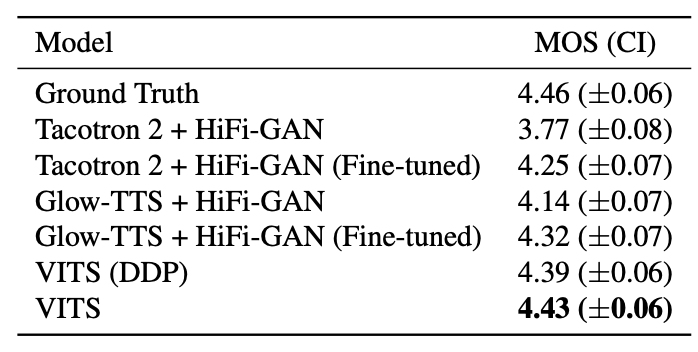 Model MOS (CI)
Ground Truth 4.46 (±0.06)
Tacotron 2 + HiFi-GAN 3.77 (±0.08)
Tacotron 2 + HiFi-GAN (Fine-tuned) 4.25 (±0.07)
Glow-TTS + HiFi-GAN 4.14 (±0.07)
Glow-TTS + HiFi-GAN (Fine-tuned) 4.32 (±0.07)
VITS (DDP) 4.39 (±0.06)
VITS 4.43 (±0.06)